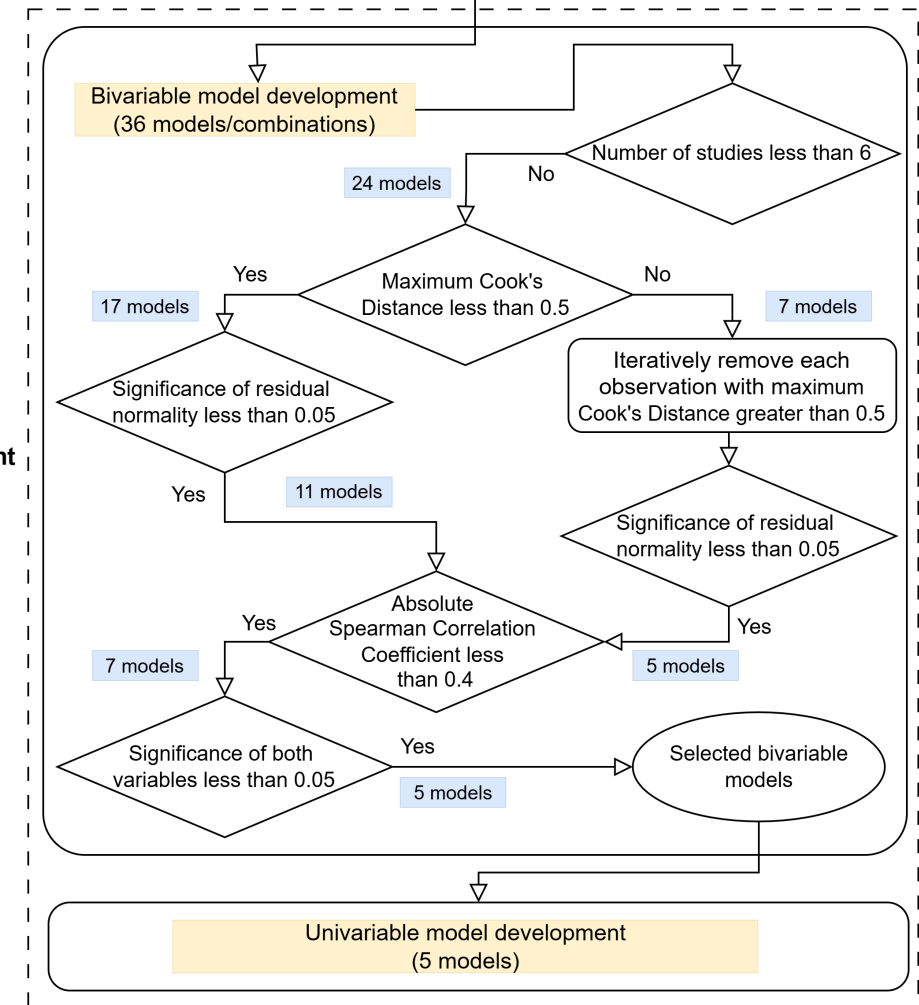 Bivariable model development
(36 models/combinations)
Number of studies less than 6
No
24 models
Maximum Cook's
Distance less than 0.5
Yes
No
17 models
7 models
Significance of residual
normality less than 0.05
Iteratively remove each
observation with maximum
Cook's Distance greater than 0.5
Yes
11 models
Significance of residual
normality less than 0.05
Absolute
Spearman Correlation
Coefficient less
than 0.4
Yes
Yes
7 models
5 models
Significance of both
variables less than 0.05
Yes
5 models
Selected bivariable
models
Univariable model development
(5 models)